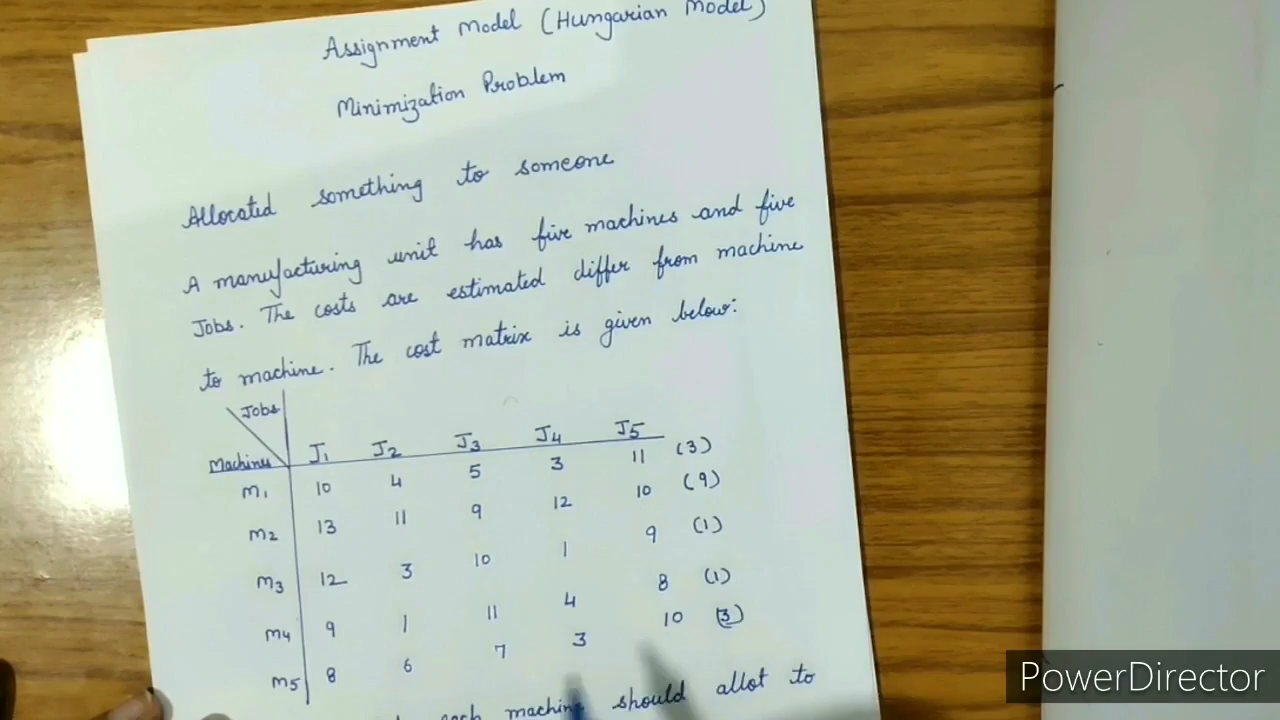 Assignment Model (Hungarian Model)
Minimization Problem
Allocated something to someone
A manufacturing unit has five machines and five
Jobs. The costs are estimated differ from machine
to machine. The cost matrix is given below:
Jobs
Machines J1 J2 J3 J4 J5
M1 10 4 5 3 11 (3)
M2 13 11 9 12 10 (9)
M3 12 3 10 1 9 (1)
M4 9 1 11 4 8 (1)
M5 8 6 7 3 10 (3)
each machine should allot to
PowerDirector